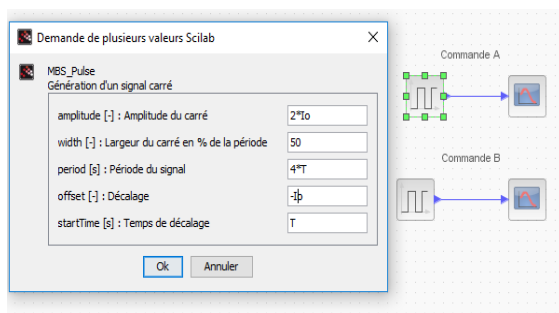 Demande de plusieurs valeurs Scilab
MBS_Pulse
Génération d'un signal carré
amplitude [-] : Amplitude du carré 2*Io
width [-] : Largeur du carré en % de la période 50
period [s] : Période du signal 4*T
offset [-] : Décalage -Io
startTime [s] : Temps de décalage T
Ok Annuler
Commande A
Commande B